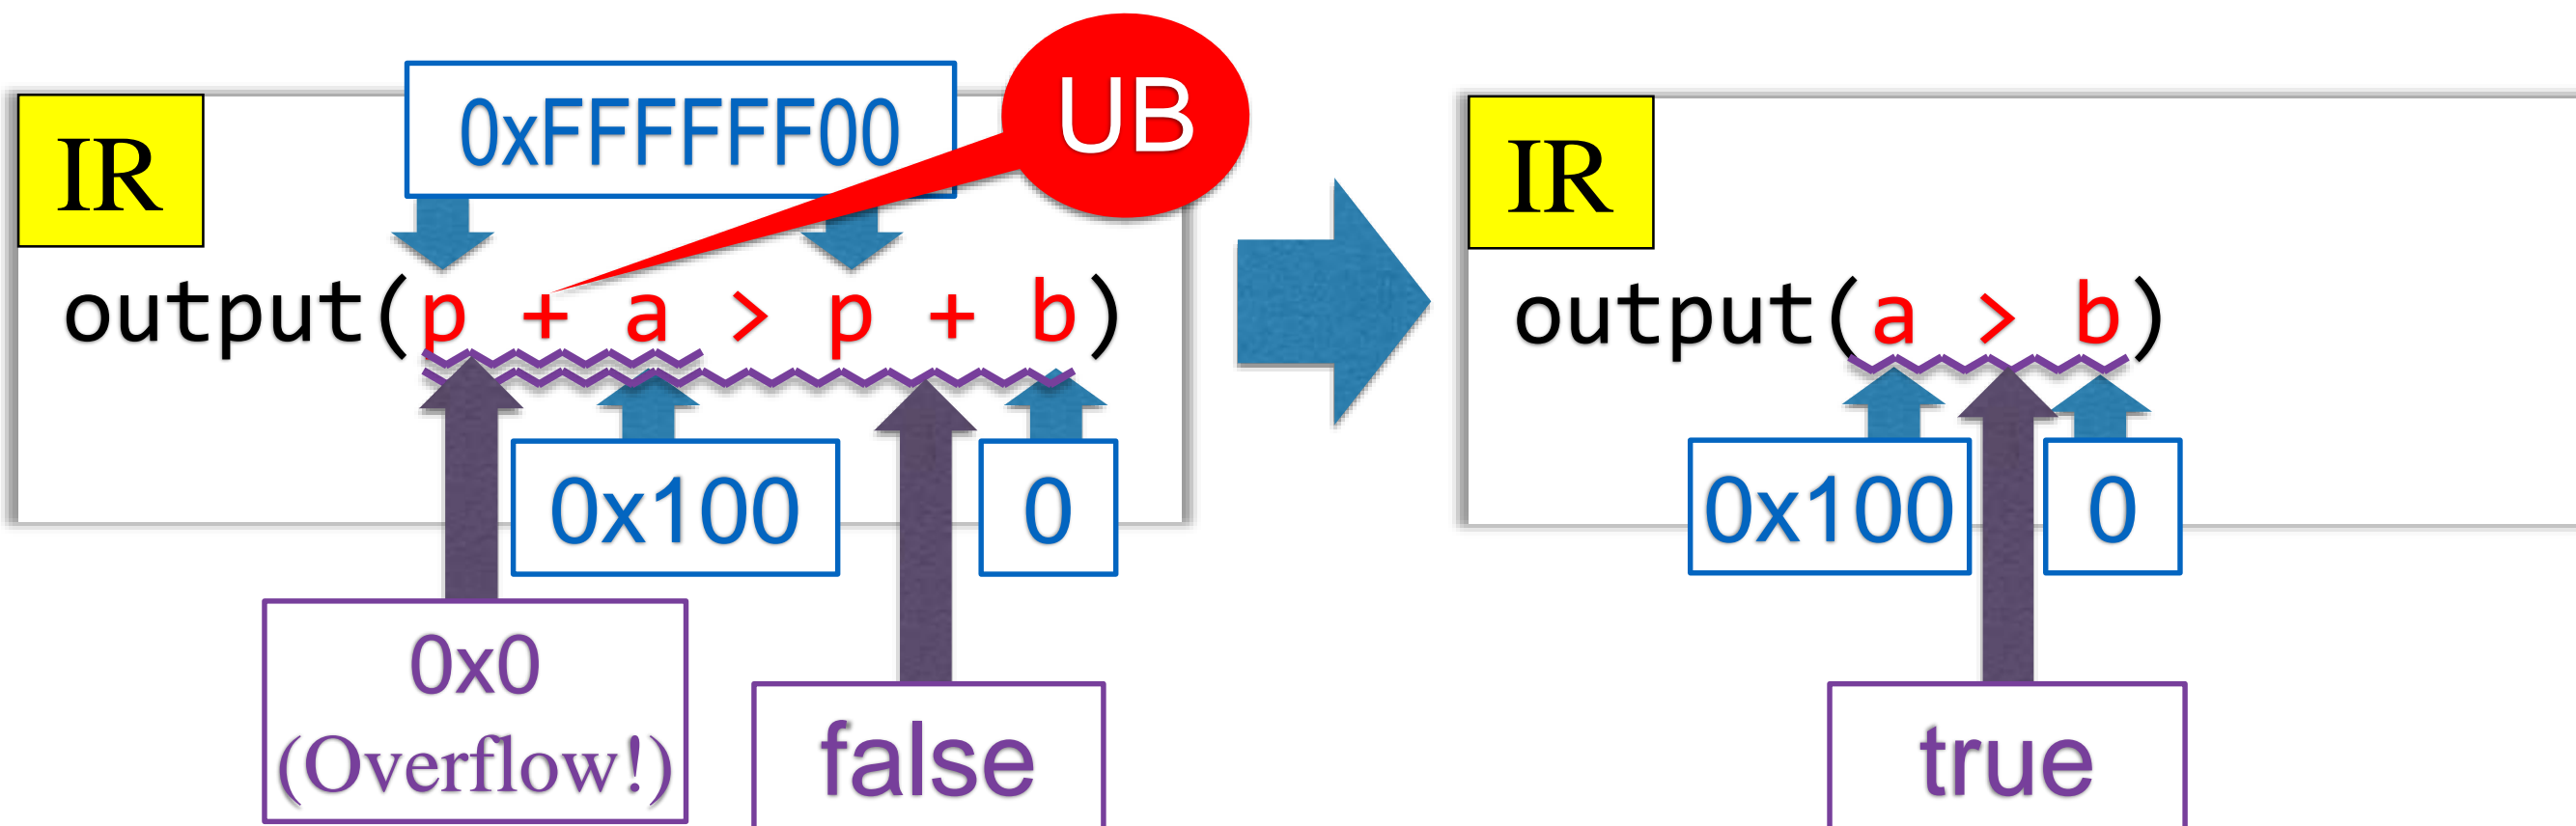 0xFFFFFF00
UB
IR
output(p + a > p + b)
0x100
0
0x0
(Overflow!)
false
IR
output(a > b)
0x100
0
true